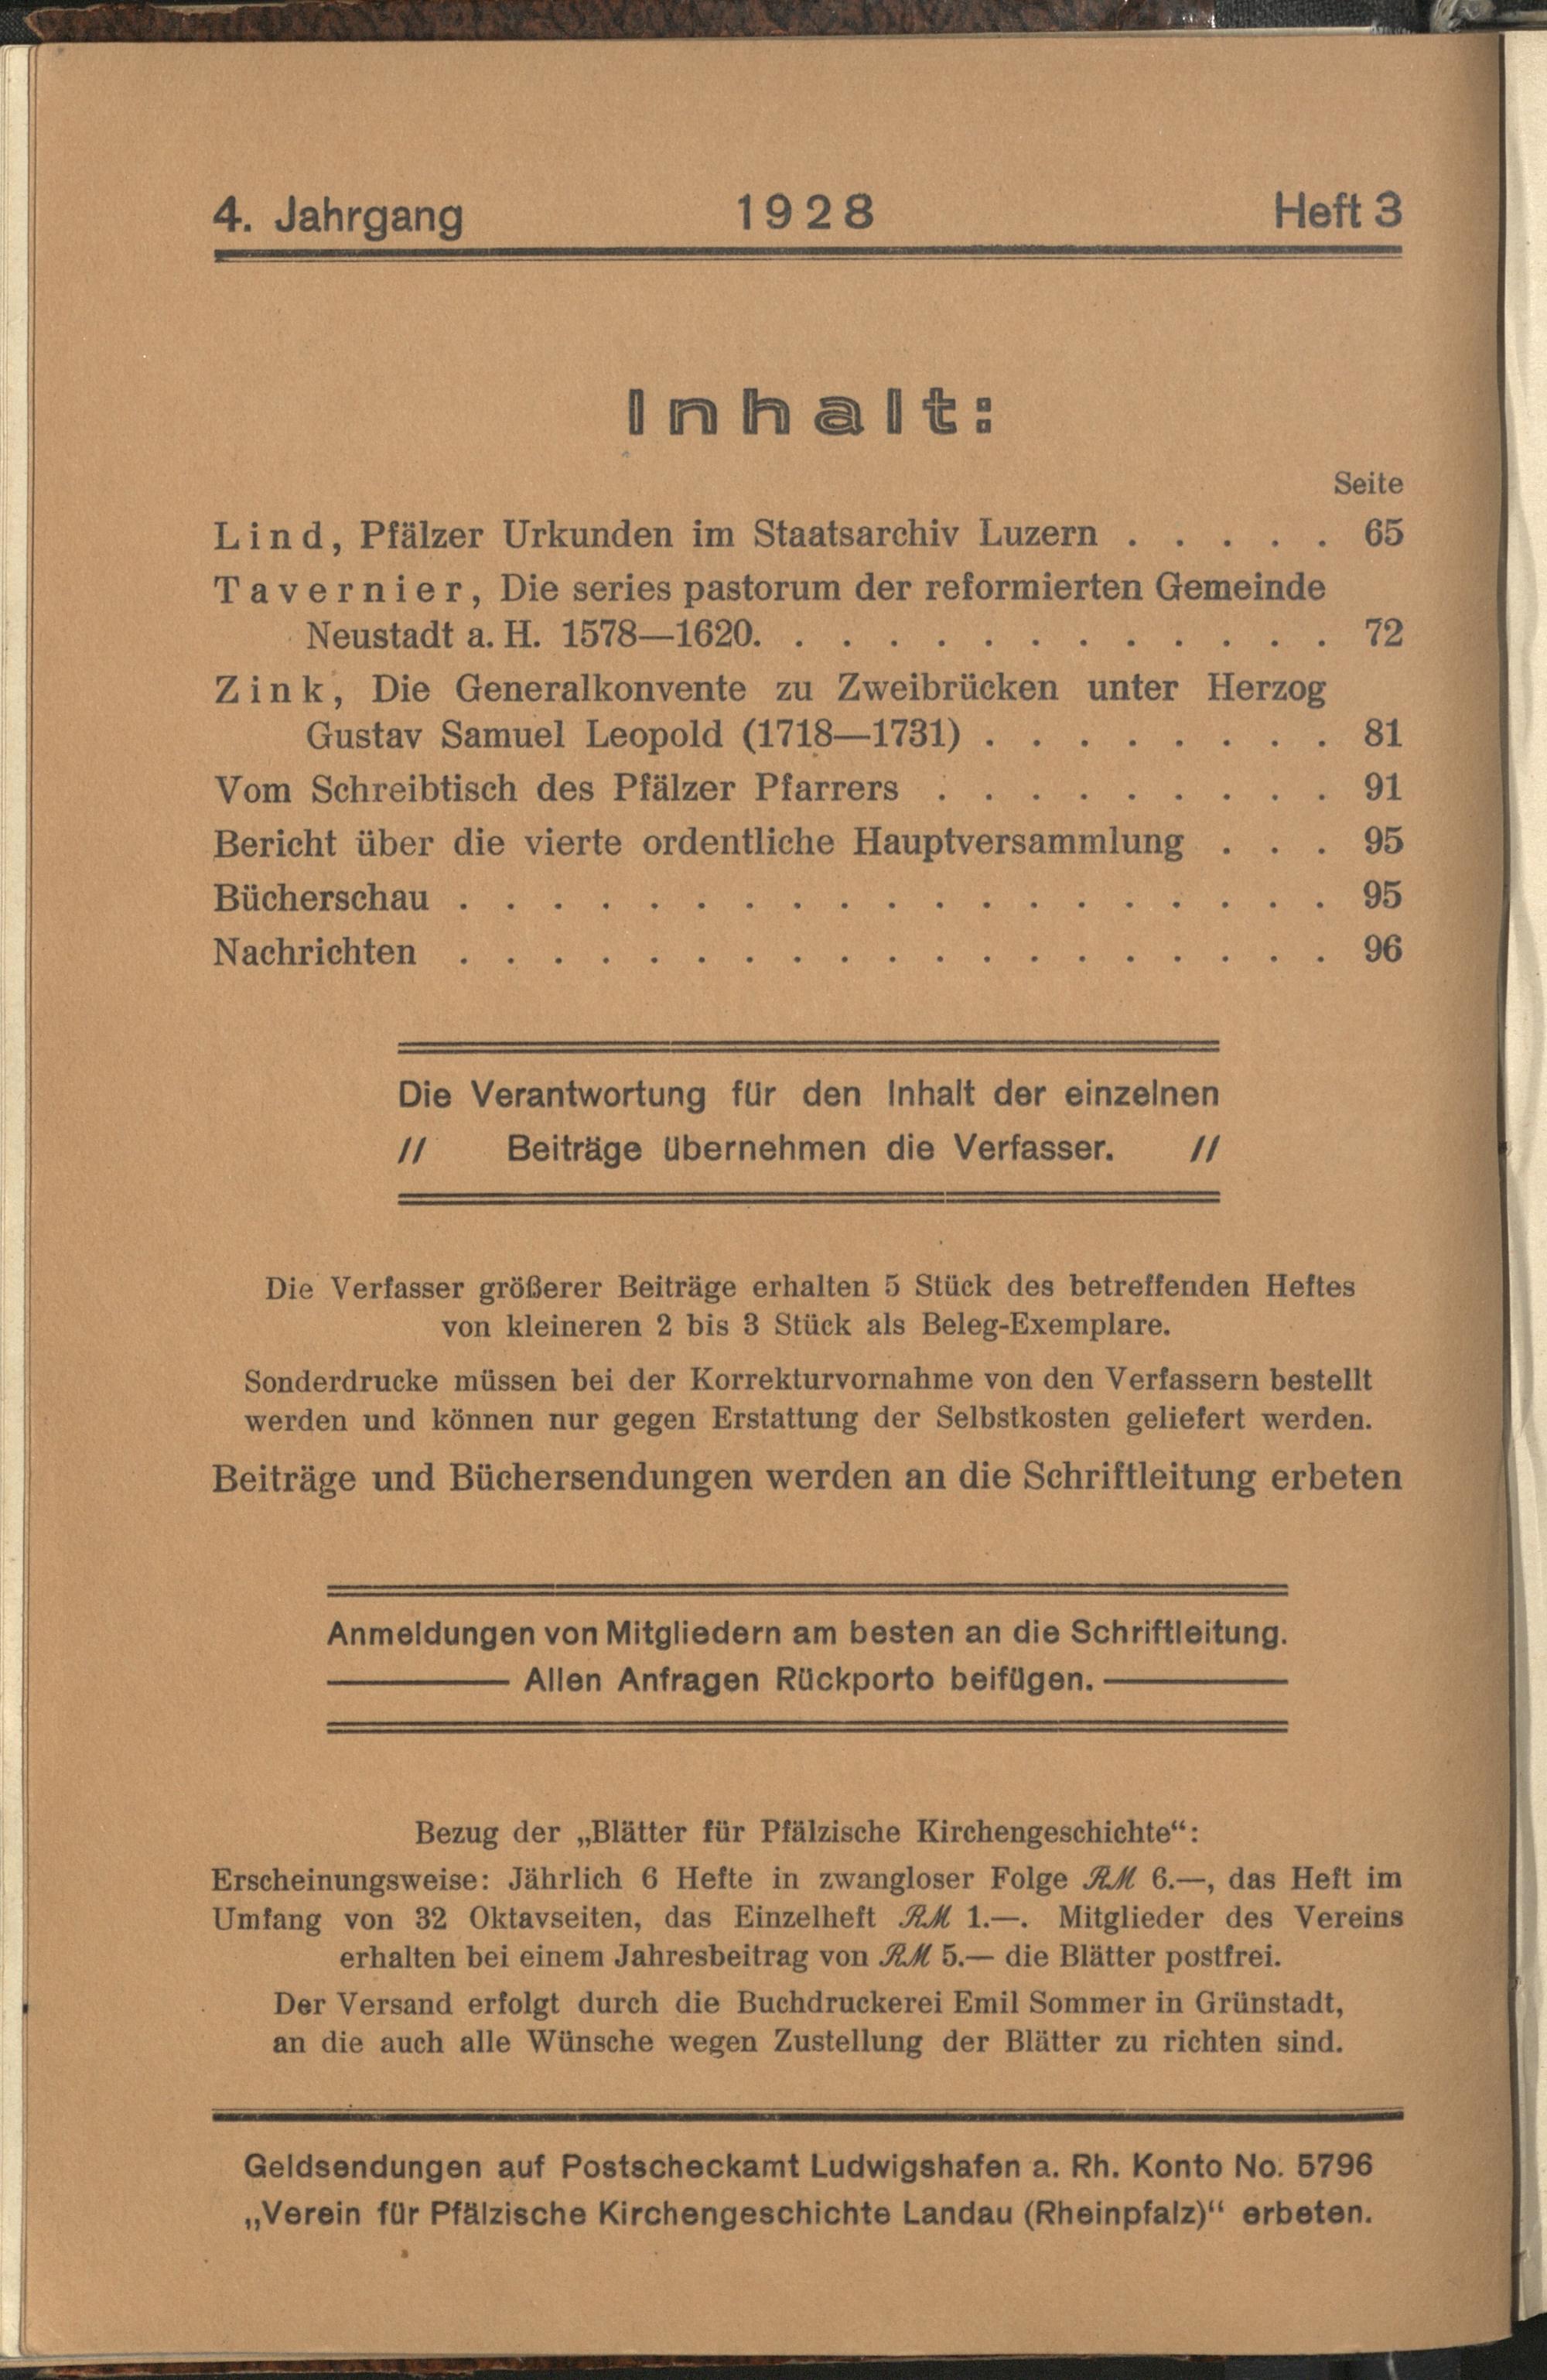 4. Jahrgang 1928 Heft 3
Inhalt:
Seite
Lind, Pfälzer Urkunden im Staatsarchiv Luzern . . . . . 65
Tavernier, Die series pastorum der reformierten Gemeinde
Neustadt a. H. 1578—1620. . . . . . . . . . . . . 72
Zink, Die Generalkonvente zu Zweibrücken unter Herzog
Gustav Samuel Leopold (1718—1731) . . . . . . . . 81
Vom Schreibtisch des Pfälzer Pfarrers . . . . . . . . . 91
Bericht über die vierte ordentliche Hauptversammlung . . . 95
Bücherschau . . . . . . . . . . . . . . . . . . . 95
Nachrichten . . . . . . . . . . . . . . . . . . . 96
Die Verantwortung für den Inhalt der einzelnen
// Beiträge übernehmen die Verfasser. //
Die Verfasser größerer Beiträge erhalten 5 Stück des betreffenden Heftes
von kleineren 2 bis 3 Stück als Beleg-Exemplare.
Sonderdrucke müssen bei der Korrekturvornahme von den Verfassern bestellt
werden und können nur gegen Erstattung der Selbstkosten geliefert werden.
Beiträge und Büchersendungen werden an die Schriftleitung erbeten
Anmeldungen von Mitgliedern am besten an die Schriftleitung.
Allen Anfragen Rückporto beifügen.
Bezug der „Blätter für Pfälzische Kirchengeschichte“:
Erscheinungsweise: Jährlich 6 Hefte in zwangloser Folge RM 6.—, das Heft im
Umfang von 32 Oktavseiten, das Einzelheft RM 1.—. Mitglieder des Vereins
erhalten bei einem Jahresbeitrag von RM 5.— die Blätter postfrei.
Der Versand erfolgt durch die Buchdruckerei Emil Sommer in Grünstadt,
an die auch alle Wünsche wegen Zustellung der Blätter zu richten sind.
Geldsendungen auf Postscheckamt Ludwigshafen a. Rh. Konto No. 5796
„Verein für Pfälzische Kirchengeschichte Landau (Rheinpfalz)“ erbeten.